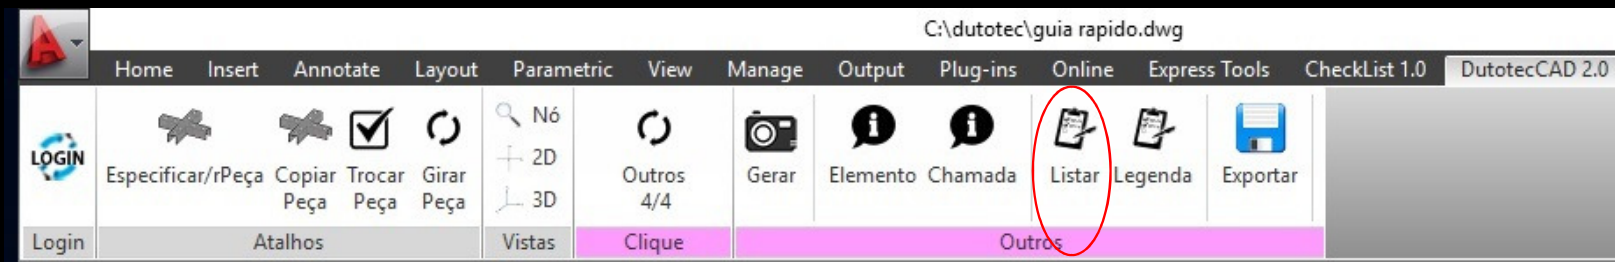 C:\dutotec\guia rapido.dwg
Home Insert Annotate Layout Parametric View Manage Output Plug-ins Online Express Tools CheckList 1.0 DutotecCAD 2.0
LOGIN
Especificar/rPeça
Copiar
Peça
Trocar
Peça
Girar
Peça
Nó
2D
3D
Outros
4/4
Gerar
Elemento
Chamada
Listar
Legenda
Exportar
Login Atalhos Vistas Clique Outros